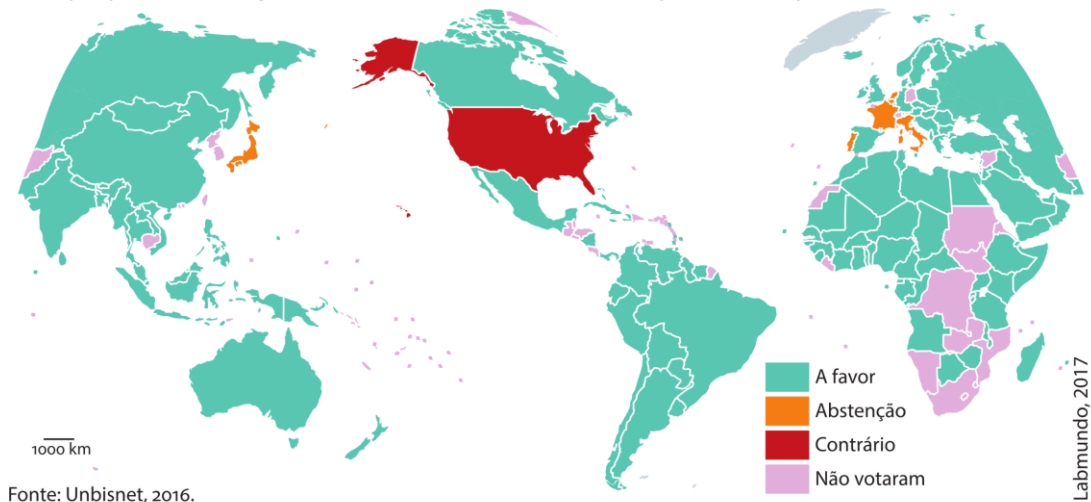 A favor
Abstenção
Contrário
Não votaram
1000 km
Fonte: Unbisnet, 2016.
Labmundo, 2017